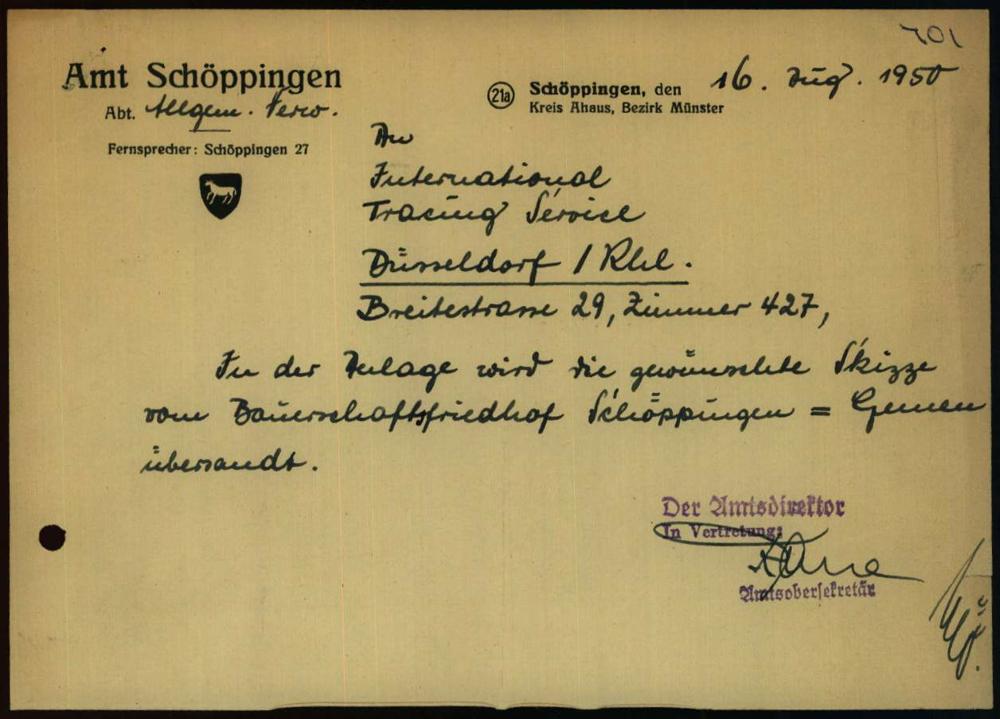 701
Amt Schöppingen
Abt. Allgem. Verw.
Fernsprecher: Schöppingen 27
21a Schöppingen, den 16. Aug. 1950
Kreis Ahaus, Bezirk Münster
An
International
Tracing Service
Düsseldorf / Rhl.
Breitestrasse 29, Zimmer 427,
In der Anlage wird die gewünschte Skizze
vom Bauerschaftsfriedhof Schöppingen = Gemen
übersandt.
Der Amtsdirektor
In Vertretung:
Amtsobersekretär